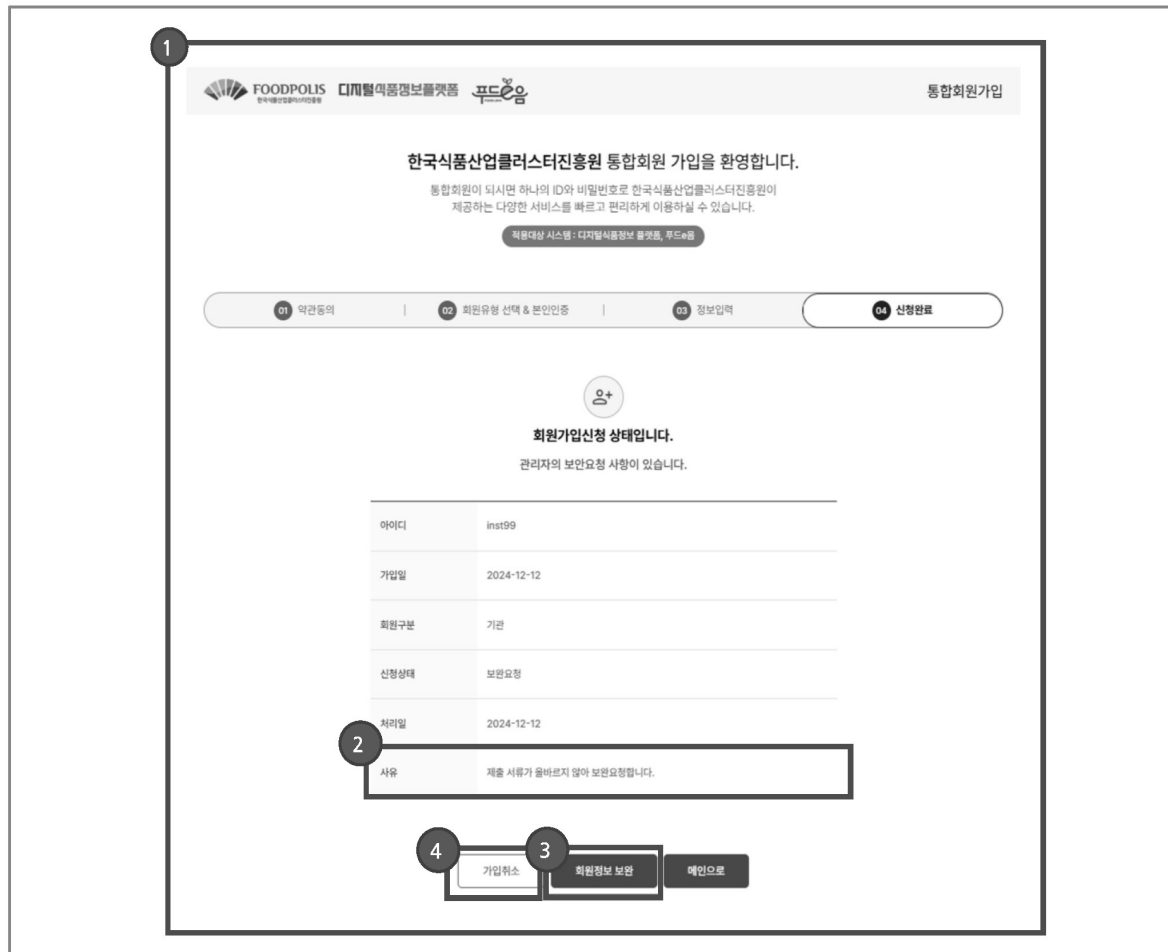 1
FOODPOLIS 디지털식품정보플랫폼 푸드e음 통합회원가입
한국식품산업클러스터진흥원
한국식품산업클러스터진흥원 통합회원 가입을 환영합니다.
통합회원이 되시면 하나의 ID와 비밀번호로 한국식품산업클러스터진흥원이
제공하는 다양한 서비스를 빠르고 편리하게 이용하실 수 있습니다.
적용대상 시스템 : 디지털식품정보 플랫폼, 푸드e음
01 약관동의 | 02 회원유형 선택 & 본인인증 | 03 정보입력 04 신청완료
회원가입신청 상태입니다.
관리자의 보안요청 사항이 있습니다.
아이디 inst99
가입일 2024-12-12
회원구분 기관
신청상태 보완요청
처리일 2024-12-12
2
사유 제출 서류가 올바르지 않아 보완요청합니다.
4 3
가입취소 회원정보 보완 메인으로